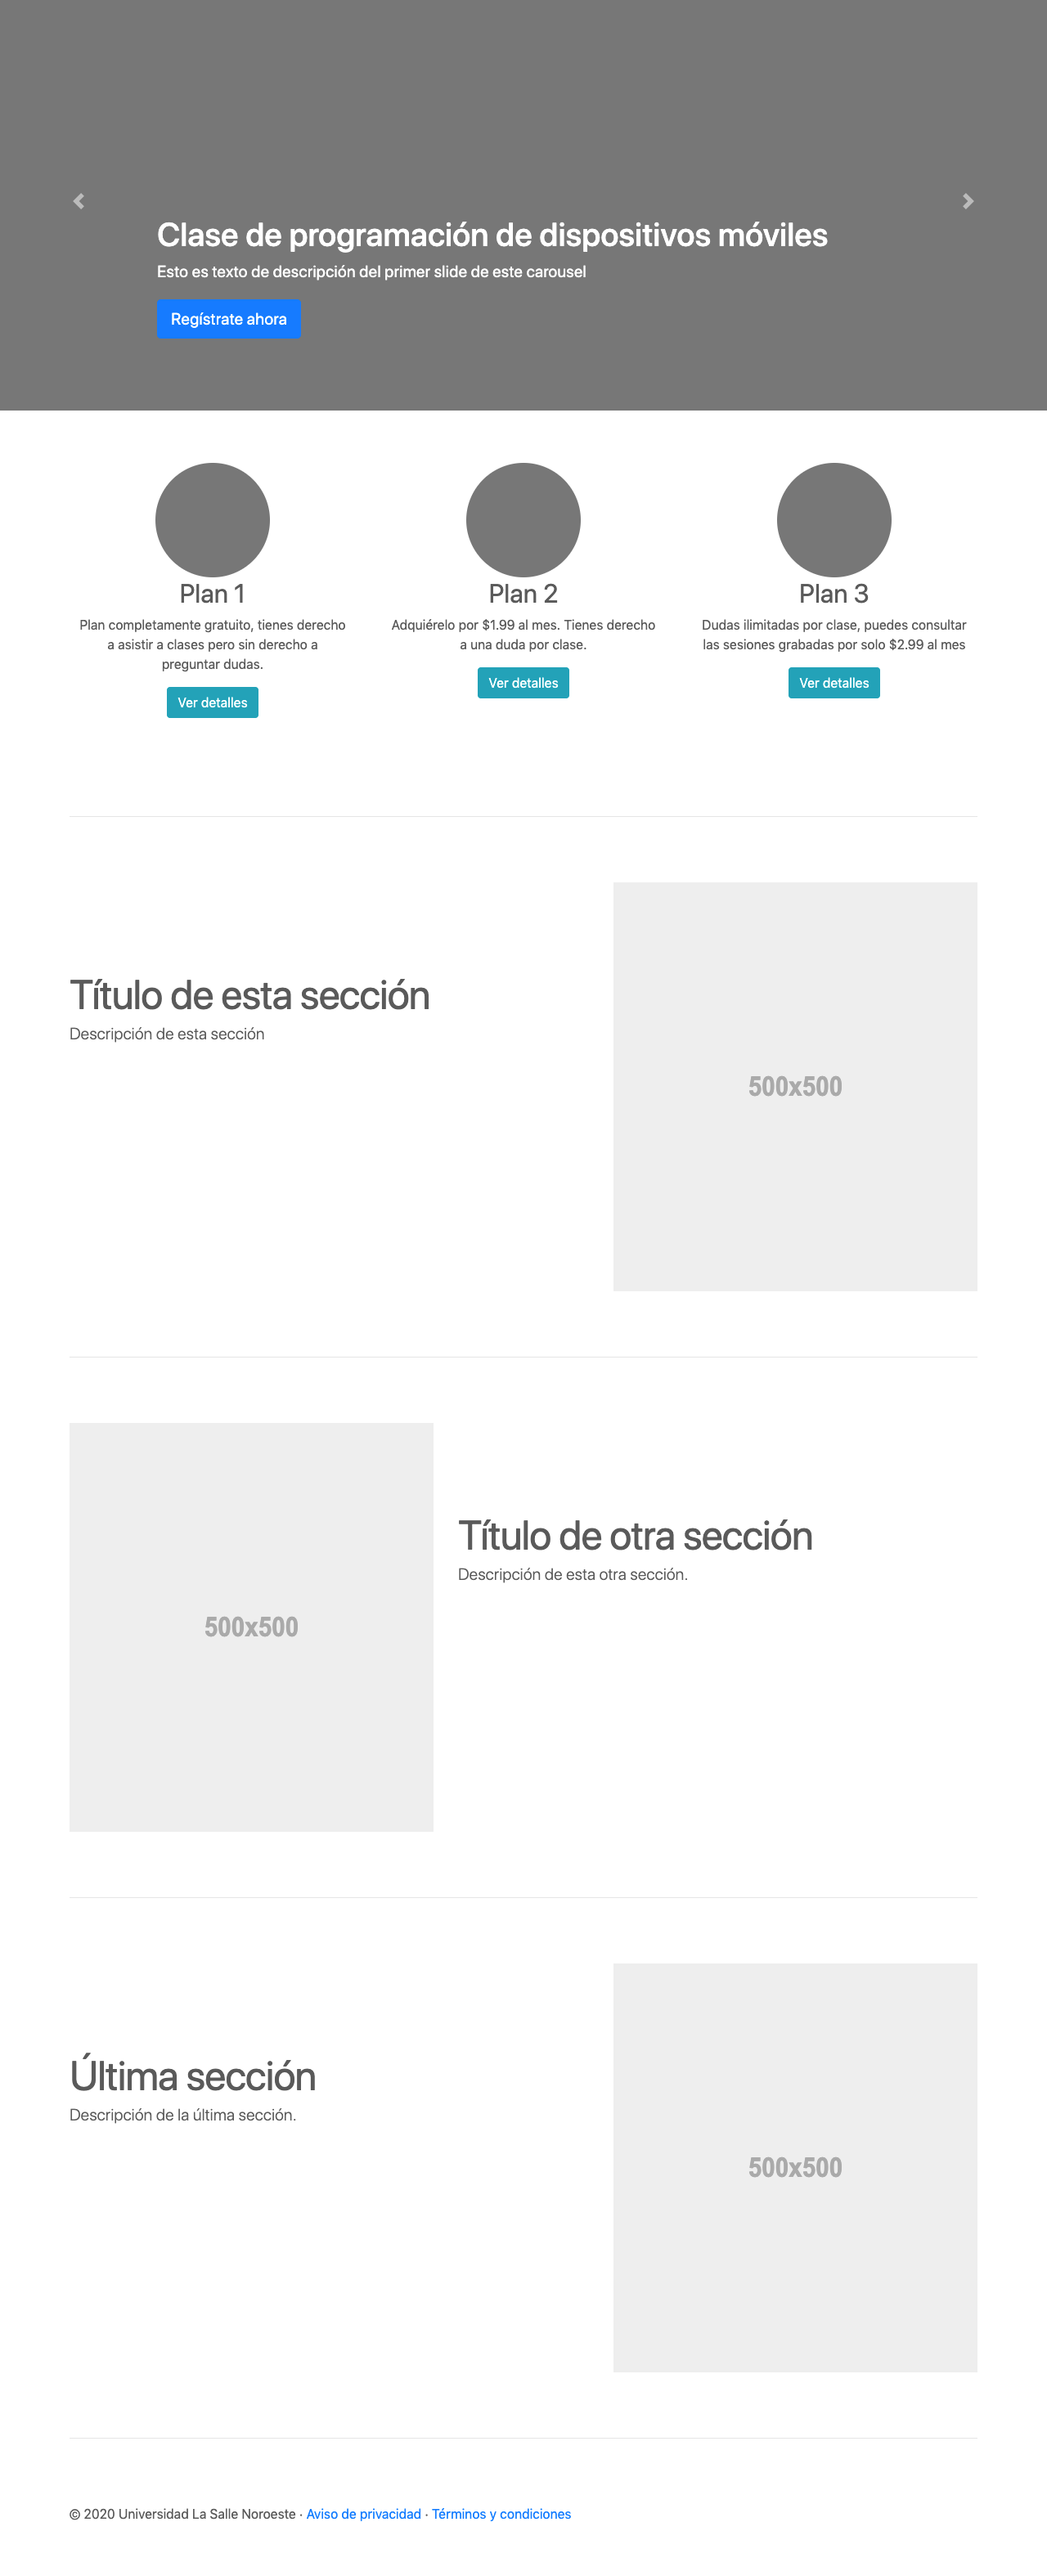 Clase de programación de dispositivos móviles
Esto es texto de descripción del primer slide de este carousel
Regístrate ahora
Plan 1
Plan completamente gratuito, tienes derecho
a asistir a clases pero sin derecho a
preguntar dudas.
Ver detalles
Plan 2
Adquiérelo por $1.99 al mes. Tienes derecho
a una duda por clase.
Ver detalles
Plan 3
Dudas ilimitadas por clase, puedes consultar
las sesiones grabadas por solo $2.99 al mes
Ver detalles
Título de esta sección
Descripción de esta sección
500x500
500x500
Título de otra sección
Descripción de esta otra sección.
Última sección
Descripción de la última sección.
500x500
© 2020 Universidad La Salle Noroeste · Aviso de privacidad · Términos y condiciones